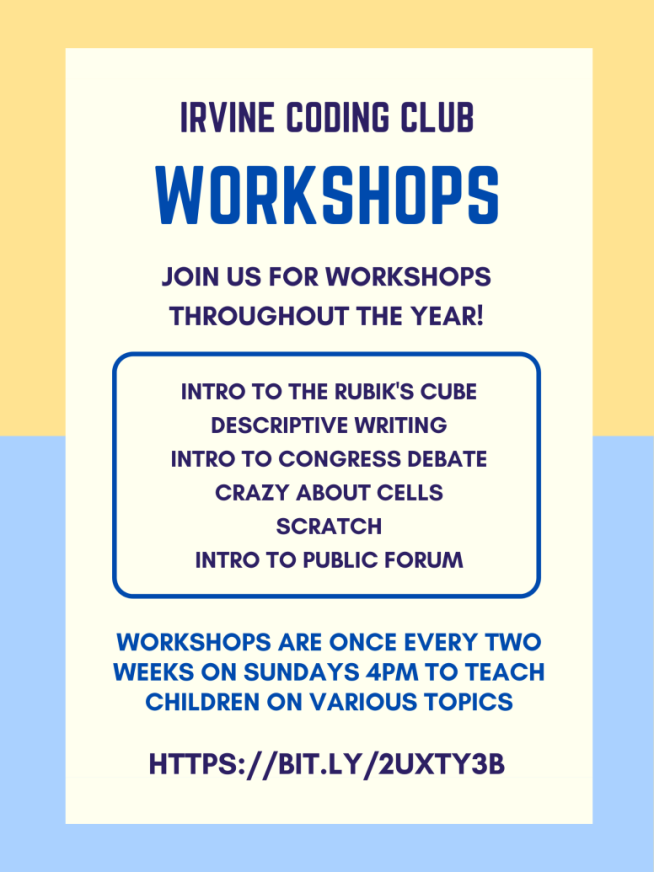 IRVINE CODING CLUB
WORKSHOPS
JOIN US FOR WORKSHOPS
THROUGHOUT THE YEAR!
INTRO TO THE RUBIK'S CUBE
DESCRIPTIVE WRITING
INTRO TO CONGRESS DEBATE
CRAZY ABOUT CELLS
SCRATCH
INTRO TO PUBLIC FORUM
WORKSHOPS ARE ONCE EVERY TWO
WEEKS ON SUNDAYS 4PM TO TEACH
CHILDREN ON VARIOUS TOPICS
HTTPS://BIT.LY/2UXTY3B